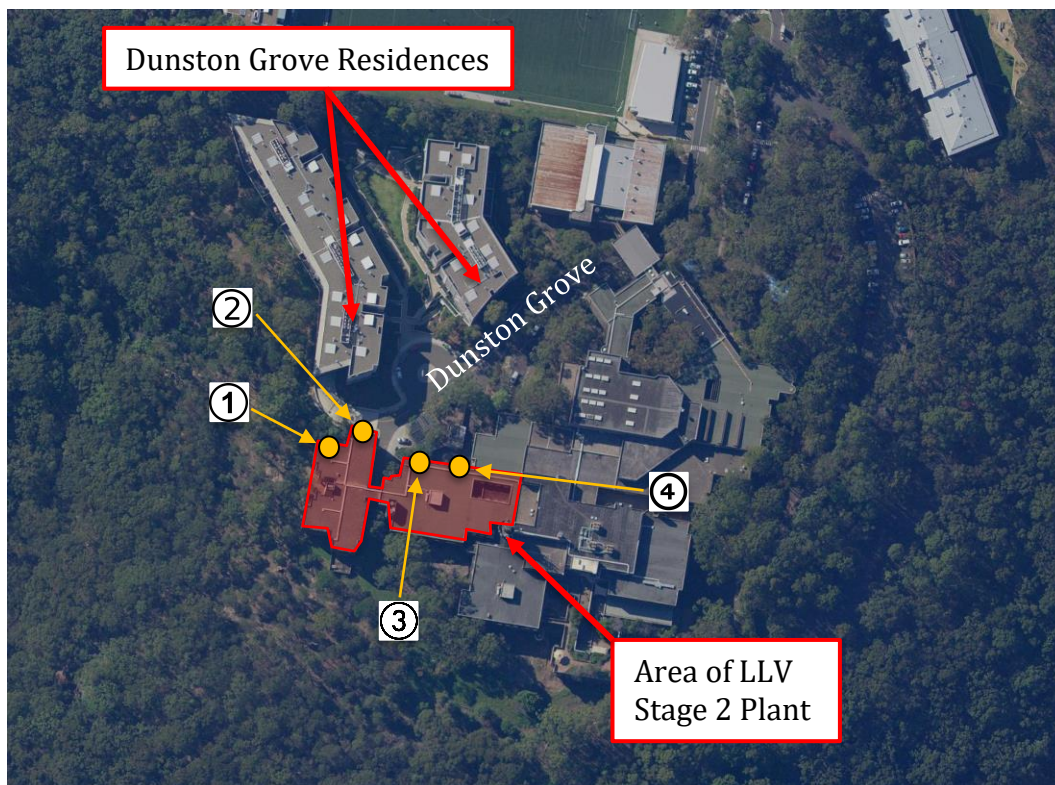 Dunston Grove Residences
Dunston Grove
②
①
④
③
Area of LLV
Stage 2 Plant